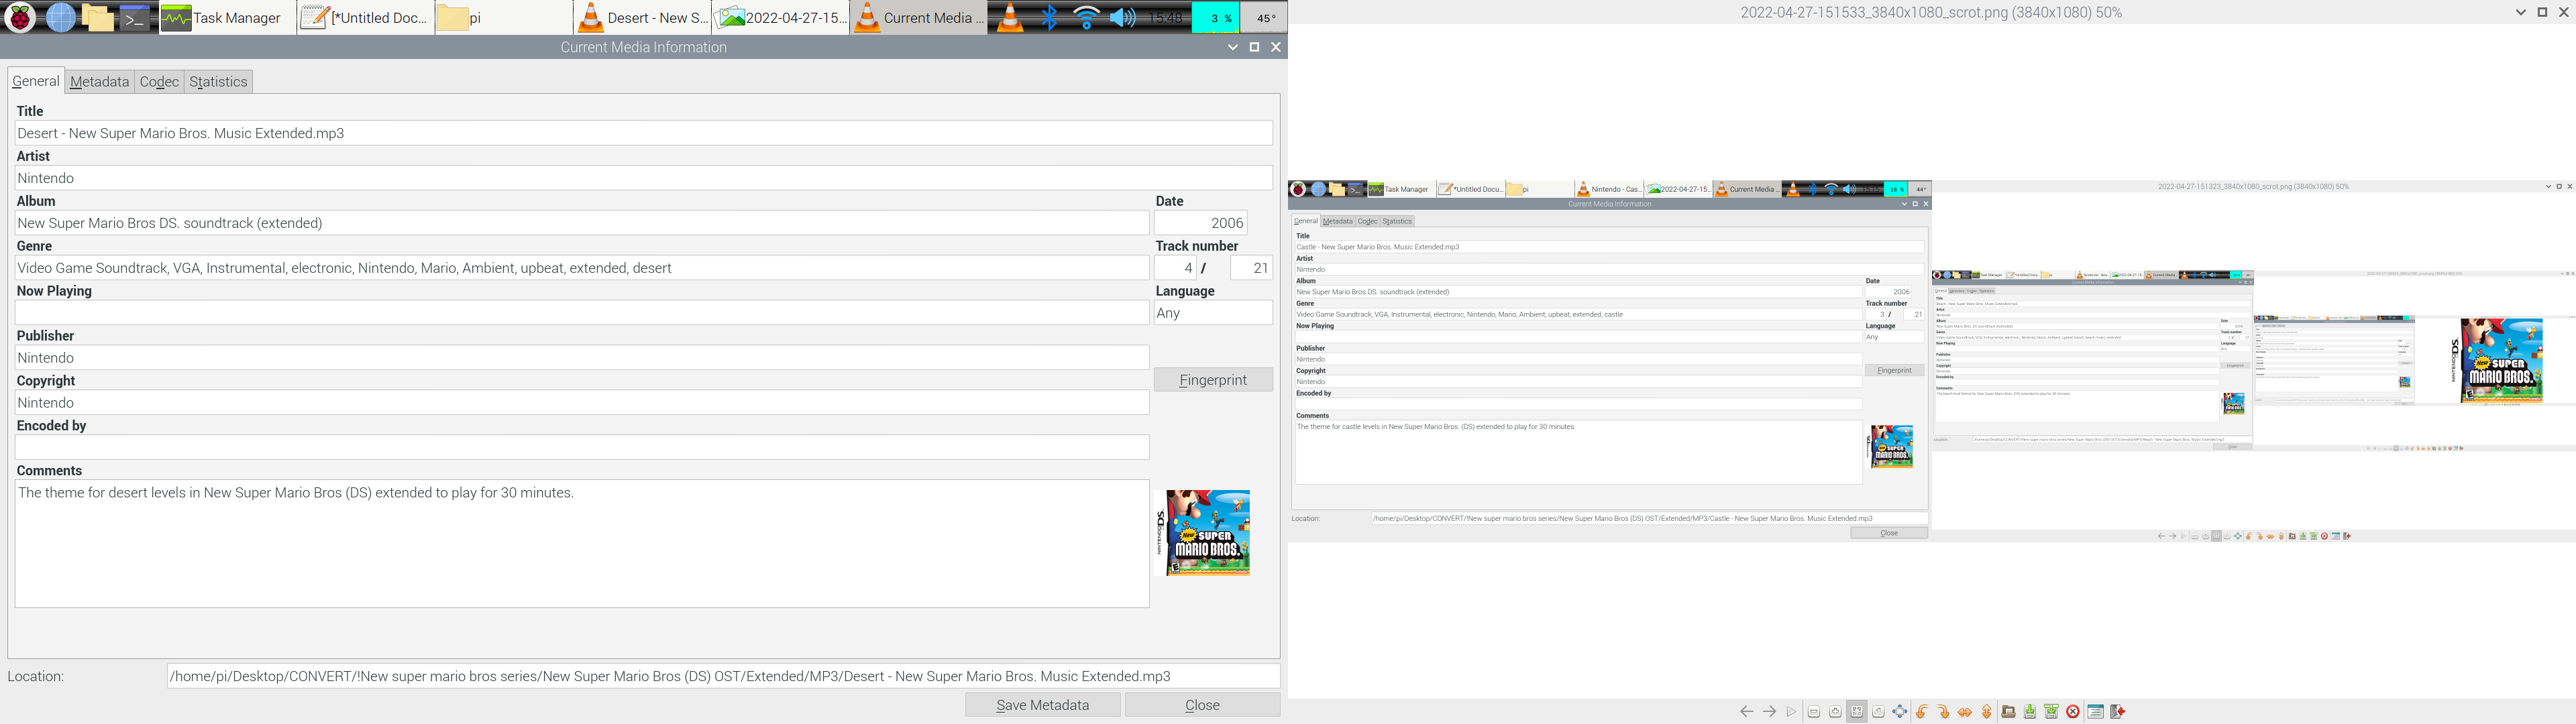 Task Manager
[*Untitled Doc...
pi
Desert - New S...
2022-04-27-15...
Current Media ...
15:48
3 %
45°
Current Media Information
General
Metadata
Codec
Statistics
Title
Desert - New Super Mario Bros. Music Extended.mp3
Artist
Nintendo
Album
Date
New Super Mario Bros DS. soundtrack (extended)
2006
Genre
Track number
Video Game Soundtrack, VGA, Instrumental, electronic, Nintendo, Mario, Ambient, upbeat, extended, desert
4 / 21
Now Playing
Language
Any
Publisher
Nintendo
Copyright
Fingerprint
Nintendo
Encoded by
Comments
The theme for desert levels in New Super Mario Bros (DS) extended to play for 30 minutes.
NINTENDO DS
New SUPER
MARIO BROS.
Location:
/home/pi/Desktop/CONVERT/!New super mario bros series/New Super Mario Bros (DS) OST/Extended/MP3/Desert - New Super Mario Bros. Music Extended.mp3
Save Metadata
Close
2022-04-27-151533_3840x1080_scrot.png (3840x1080) 50%
Task Manager
*Untitled Docu...
pi
Nintendo - Cas...
2022-04-27-15...
Current Media ...
44°
Current Media Information
General
Metadata
Codec
Statistics
Title
Castle - New Super Mario Bros. Music Extended.mp3
Artist
Nintendo
Album
Date
New Super Mario Bros DS. soundtrack (extended)
2006
Genre
Track number
Video Game Soundtrack, VGA, Instrumental, electronic, Nintendo, Mario, Ambient, upbeat, extended, castle
3 / 21
Now Playing
Language
Any
Publisher
Nintendo
Copyright
Fingerprint
Nintendo
Encoded by
Comments
The theme for castle levels in New Super Mario Bros. (DS) extended to play for 30 minutes.
SUPER
MARIO BROS.
Location:
/home/pi/Desktop/CONVERT/!New super mario bros series/New Super Mario Bros (DS) OST/Extended/MP3/Castle - New Super Mario Bros. Music Extended.mp3
Close
2022-04-27-151323_3840x1080_scrot.png (3840x1080) 50%
NINTENDO DS
New SUPER
MARIO BROS.